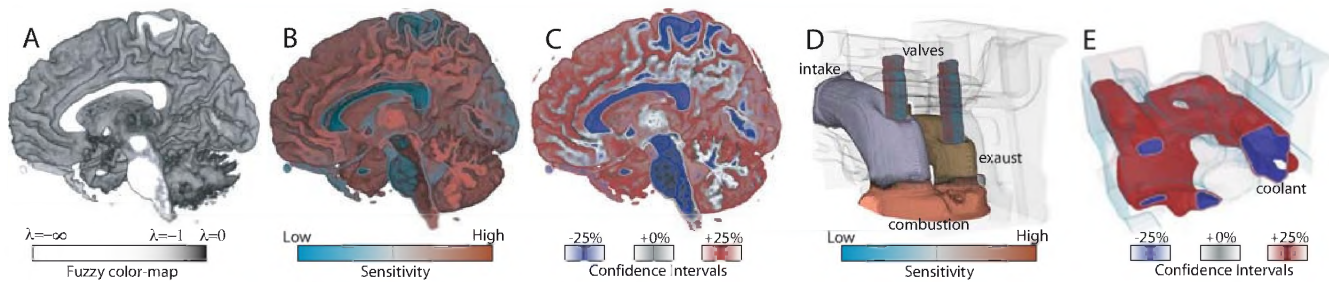 A
B
C
D
E
valves
intake
exaust
combustion
coolant
λ=−∞ λ=−1 λ=0
Fuzzy color-map
Low High
Sensitivity
-25% +0% +25%
Confidence Intervals
Low High
Sensitivity
-25% +0% +25%
Confidence Intervals